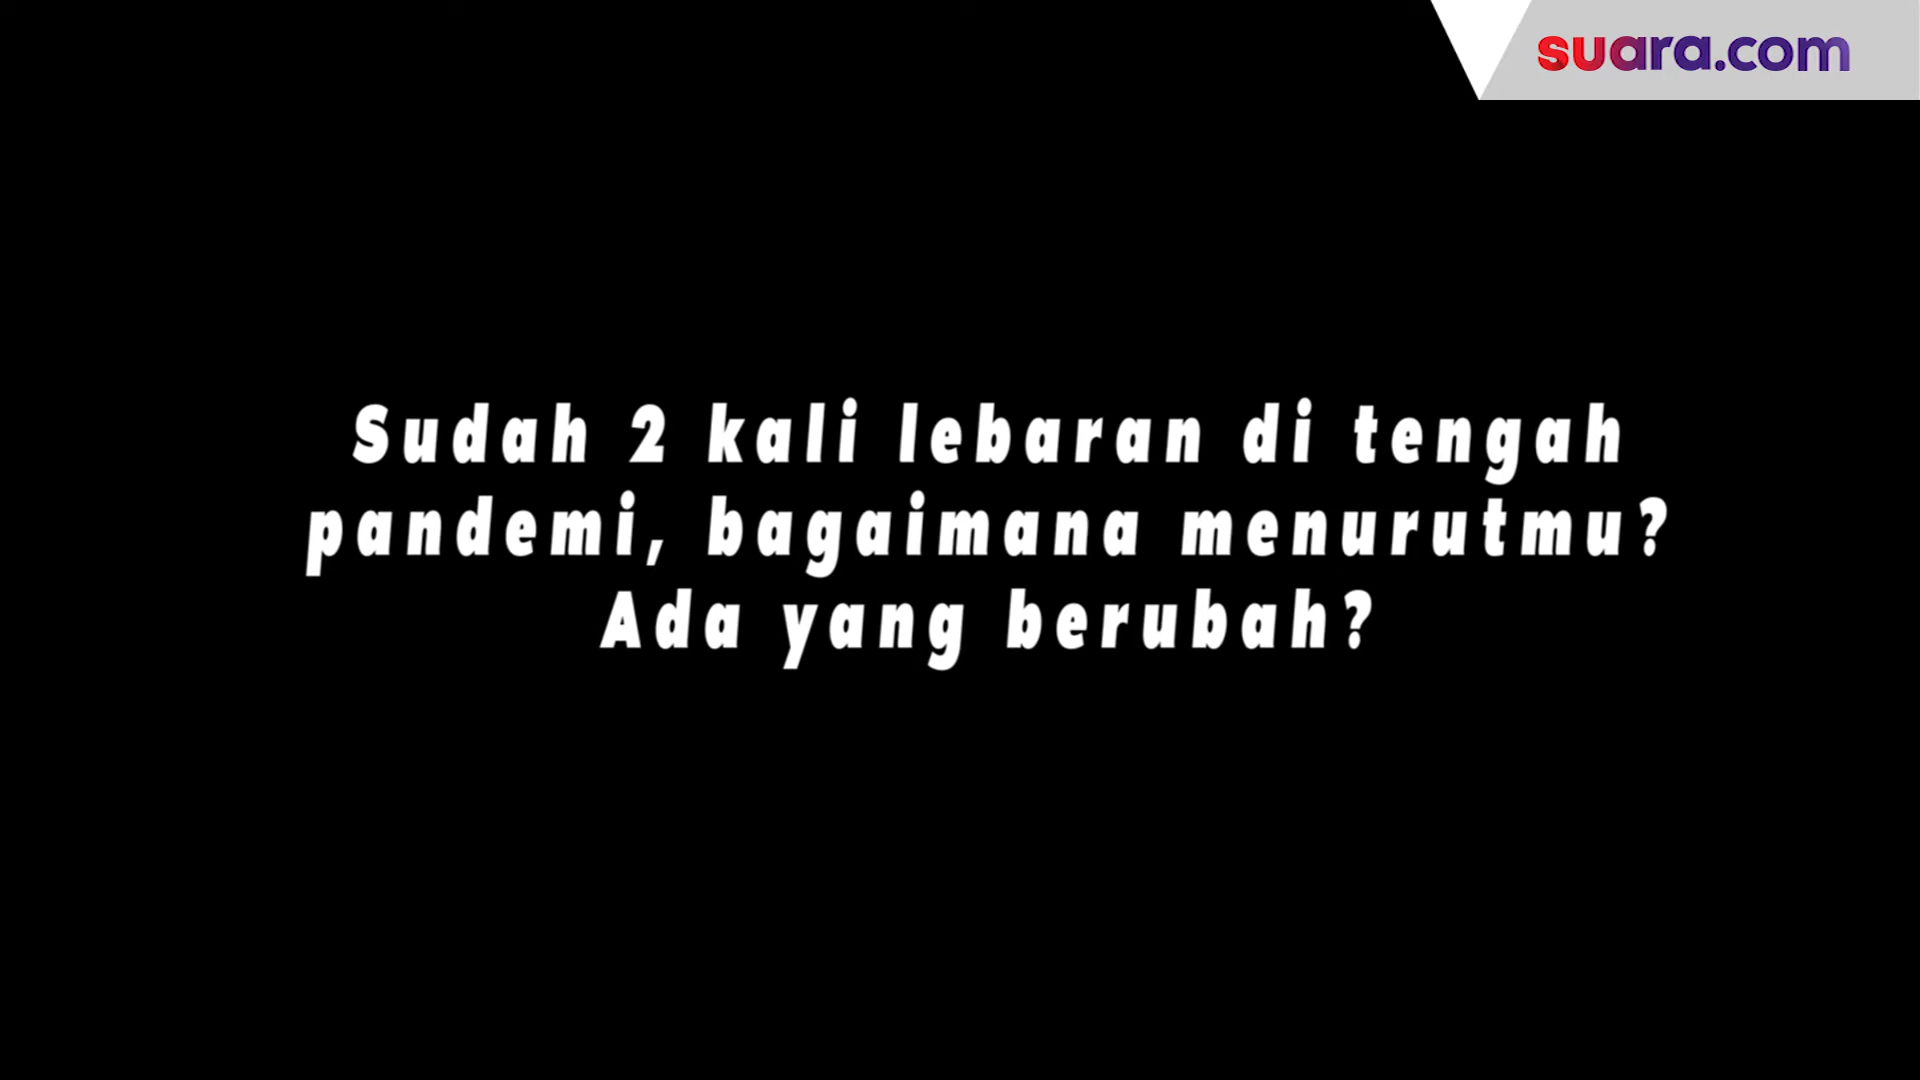 suara.com
Sudah 2 kali lebaran di tengah
pandemi, bagaimana menurutmu?
Ada yang berubah?